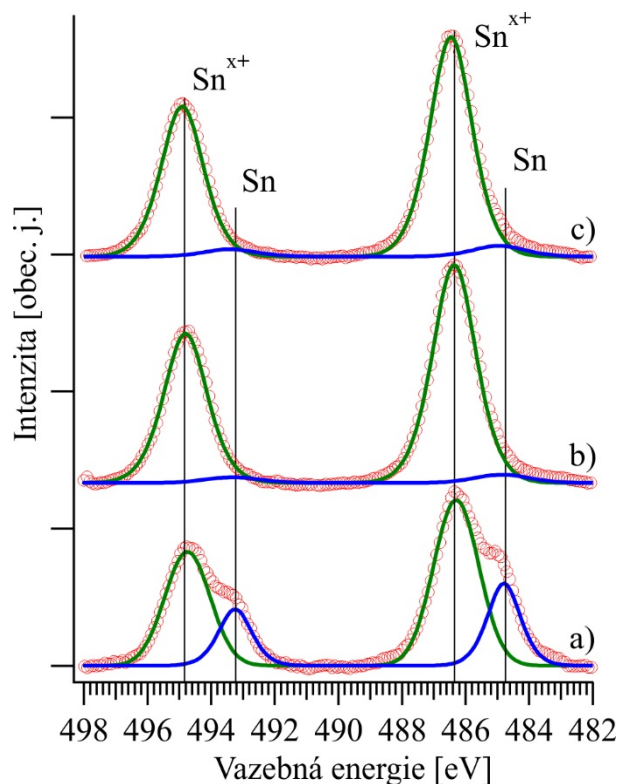 Sn^x+
Sn^x+
Sn
Sn
c)
b)
a)
Intenzita [obec. j.]
498 496 494 492 490 488 486 484 482
Vazebná energie [eV]